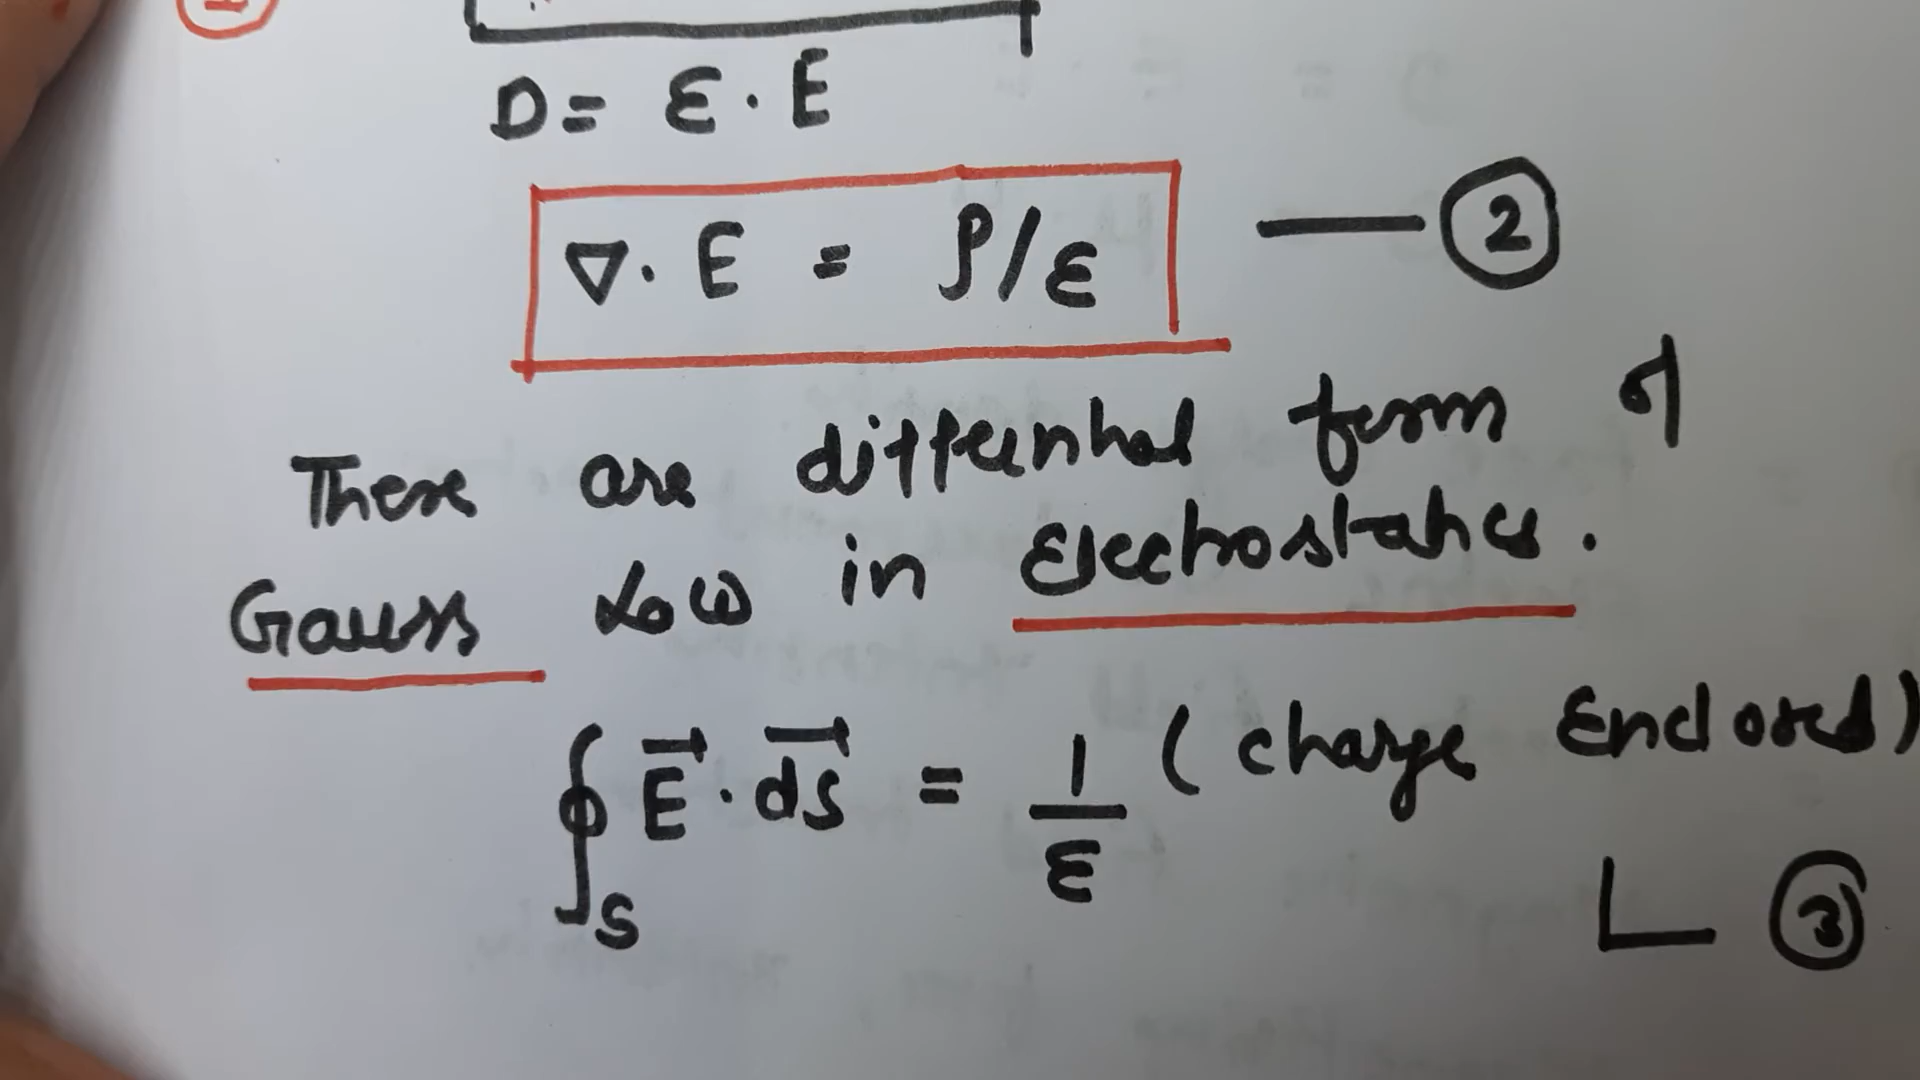 D = ε . E
∇ . E = ρ/ε — 2
These are differential form of
Gauss Law in Electrostatics.
∮S E⃗ . ds⃗ = 1/ε (charge Enclosed)
3